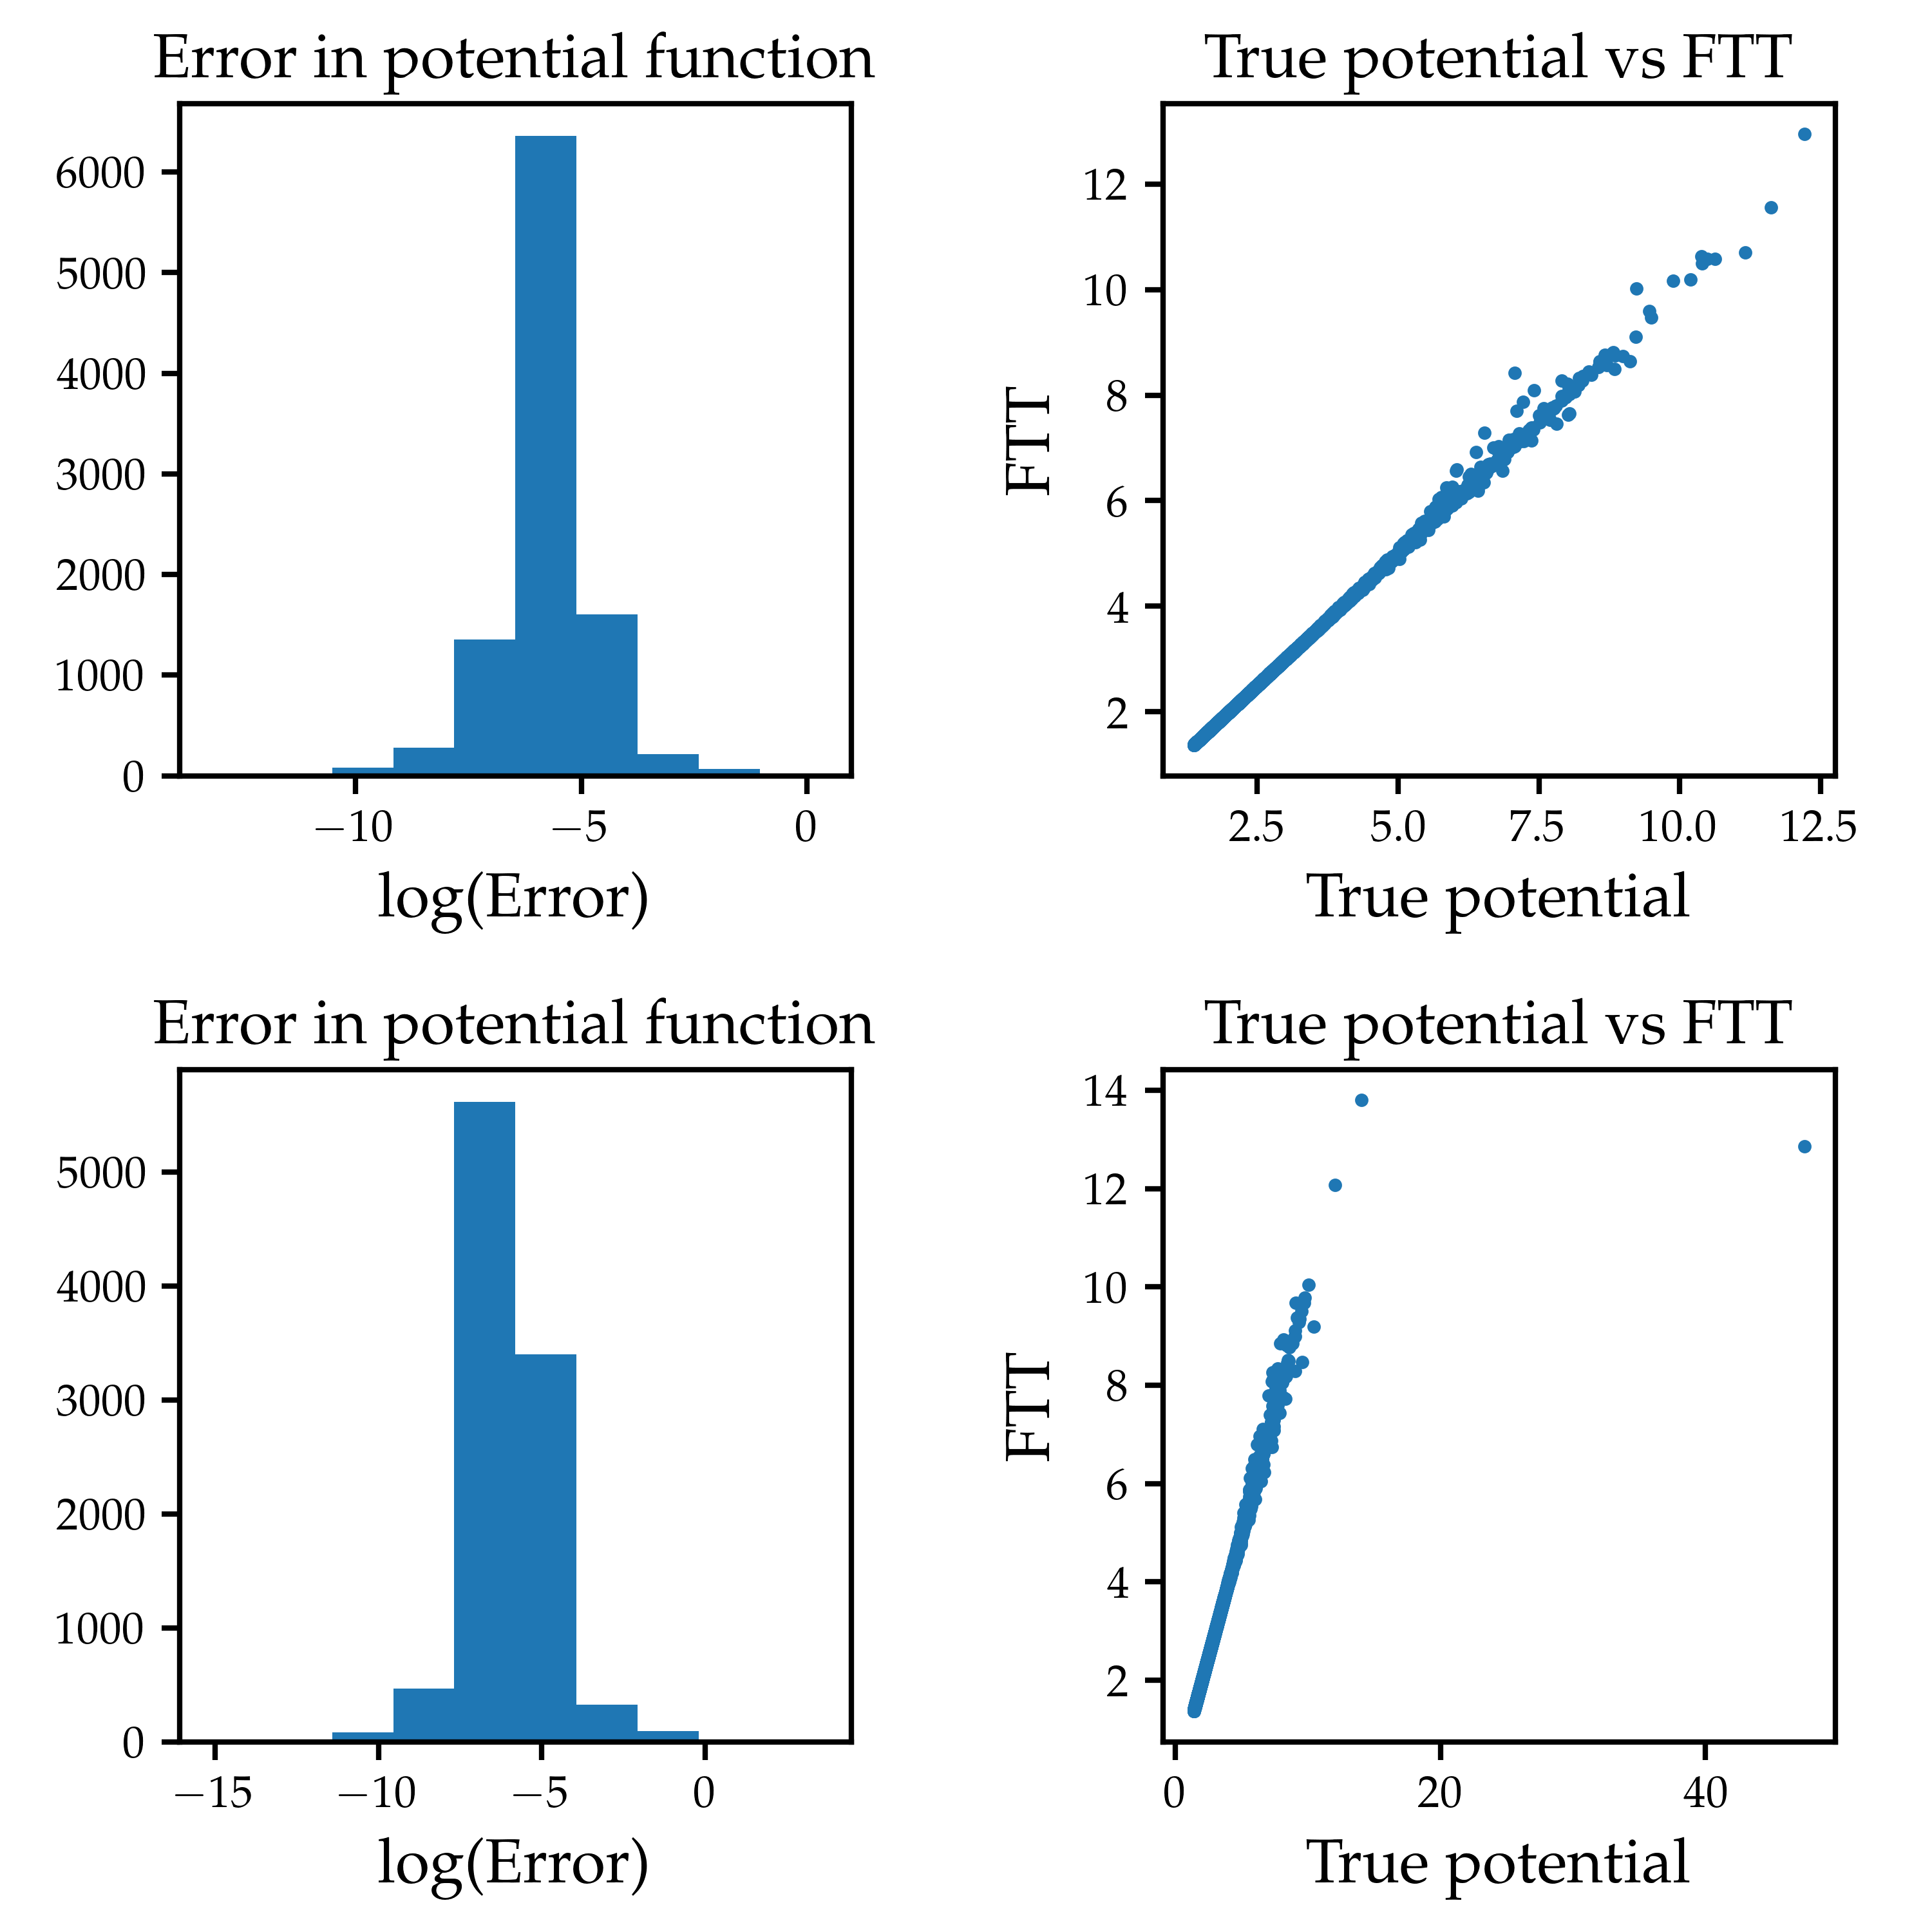 Error in potential function
6000
5000
4000
3000
2000
1000
0
−10 −5 0
log(Error)
True potential vs FTT
FTT
12
10
8
6
4
2
2.5 5.0 7.5 10.0 12.5
True potential
Error in potential function
5000
4000
3000
2000
1000
0
−15 −10 −5 0
log(Error)
True potential vs FTT
FTT
14
12
10
8
6
4
2
0 20 40
True potential